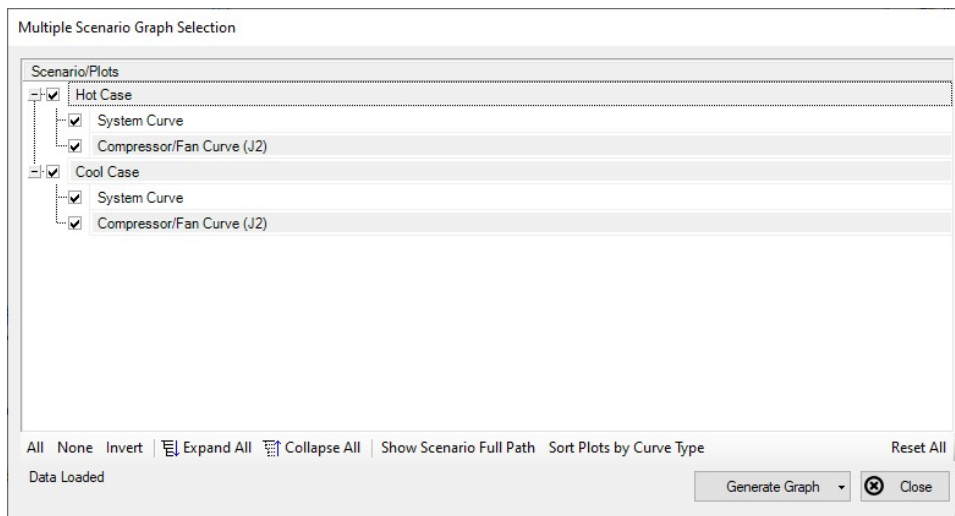 Multiple Scenario Graph Selection
Scenario/Plots
Hot Case
System Curve
Compressor/Fan Curve (J2)
Cool Case
System Curve
Compressor/Fan Curve (J2)
All None Invert Expand All Collapse All Show Scenario Full Path Sort Plots by Curve Type Reset All
Data Loaded
Generate Graph Close